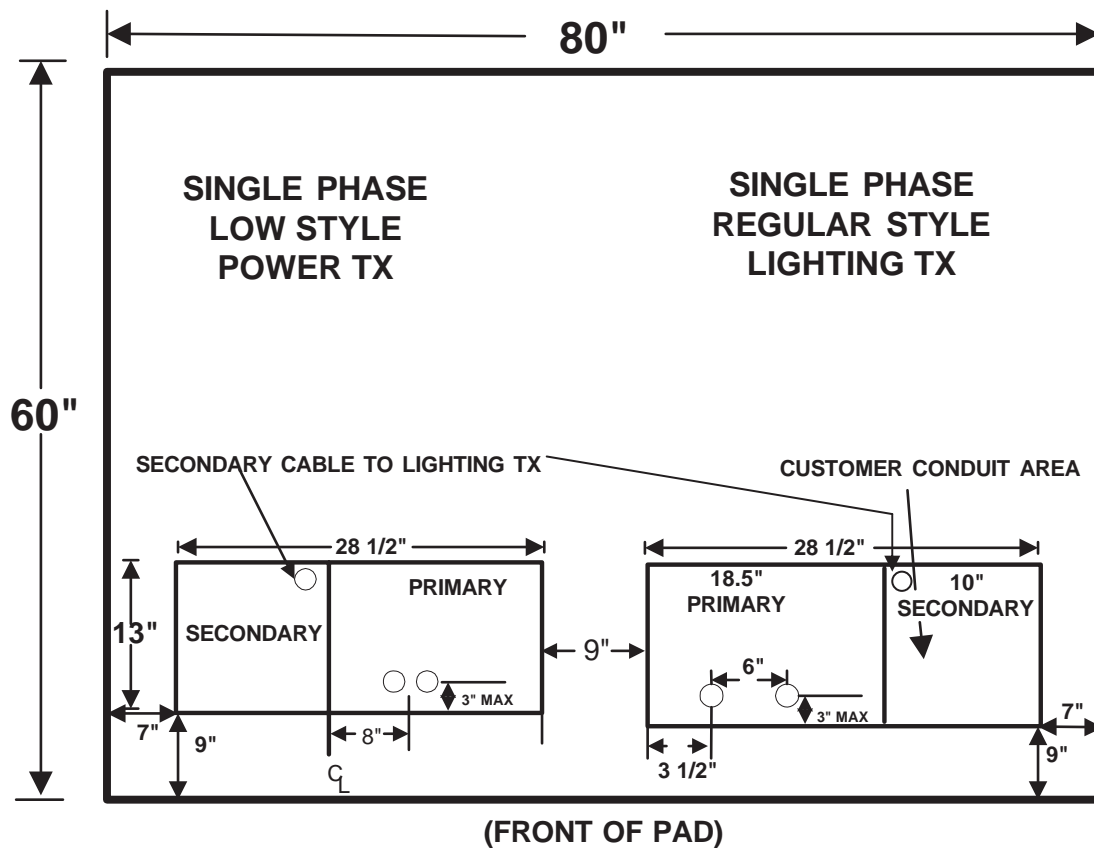 80"
SINGLE PHASE
LOW STYLE
POWER TX
SINGLE PHASE
REGULAR STYLE
LIGHTING TX
60"
SECONDARY CABLE TO LIGHTING TX
CUSTOMER CONDUIT AREA
28 1/2"
28 1/2"
13"
SECONDARY
PRIMARY
18.5"
PRIMARY
10"
SECONDARY
9"
6"
3" MAX
3" MAX
7"
9"
8"
CL
3 1/2"
7"
9"
(FRONT OF PAD)